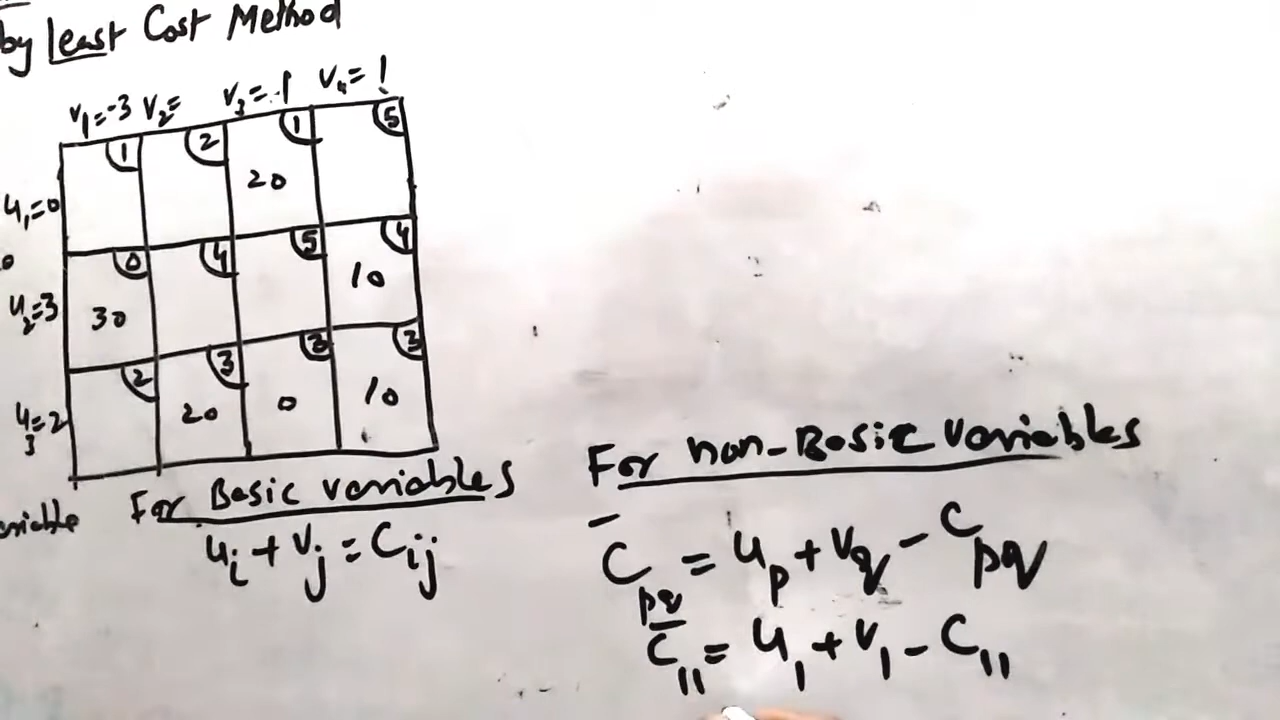 by least Cost Method
v1=-3 v2= v3=1 v4=1
1 2 1 5
u1=0 20
0 4 5 4
u2=3 30 10
2 3 3 3
u3=2 20 0 10
For Basic variables
ui + vj = Cij
For non-Basic variables
C̄pq = up + vq - Cpq
C̄11 = u1 + v1 - C11